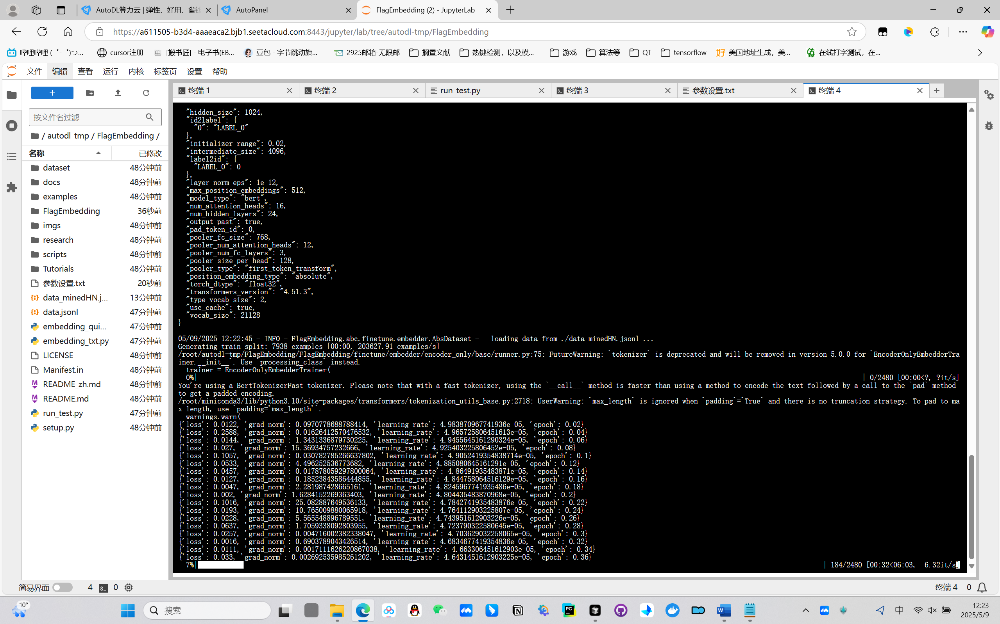 AutoDL算力云 | 弹性、好用、省钱
AutoPanel
FlagEmbedding (2) - JupyterLab
https://a611505-b3d4-aaaeaca2.bjb1.seetacloud.com:8443/jupyter/lab/tree/autodl-tmp/FlagEmbedding
哔哩哔哩 ( ゜- ゜)つ...
cursor注册
[搬书匠] - 电子书(EB...
豆包 - 字节跳动旗...
2925邮箱-无限邮
搁置文献
热键检测，以及模...
游戏
算法等
QT
tensorflow
好 美国地址生成，美...
在线打字测试，在...
文件 编辑 查看 运行 内核 标签页 设置 帮助
终端 1
终端 2
run_test.py
终端 3
参数设置.txt
终端 4
按文件名过滤
/ autodl-tmp / FlagEmbedding /
名称 已修改
dataset 48分钟前
docs 48分钟前
examples 48分钟前
FlagEmbedding 36秒前
imgs 48分钟前
research 48分钟前
scripts 48分钟前
Tutorials 48分钟前
参数设置.txt 20秒前
data_minedHN.j... 13分钟前
data.jsonl 47分钟前
embedding_qui... 47分钟前
embedding_txt.py 47分钟前
LICENSE 48分钟前
Manifest.in 48分钟前
README_zh.md 48分钟前
README.md 48分钟前
run_test.py 47分钟前
setup.py 48分钟前
"hidden_size": 1024,
"id2label": {
"0": "LABEL_0"
},
"initializer_range": 0.02,
"intermediate_size": 4096,
"label2id": {
"LABEL_0": 0
},
"layer_norm_eps": 1e-12,
"max_position_embeddings": 512,
"model_type": "bert",
"num_attention_heads": 16,
"num_hidden_layers": 24,
"output_past": true,
"pad_token_id": 0,
"pooler_fc_size": 768,
"pooler_num_attention_heads": 12,
"pooler_num_fc_layers": 3,
"pooler_size_per_head": 128,
"pooler_type": "first_token_transform",
"position_embedding_type": "absolute",
"torch_dtype": "float32",
"transformers_version": "4.51.3",
"type_vocab_size": 2,
"use_cache": true,
"vocab_size": 21128
}
05/09/2025 12:22:45 - INFO - FlagEmbedding.abc.finetune.embedder.AbsDataset -   loading data from ./data_minedHN.jsonl ...
Generating train split: 7938 examples [00:00, 203627.91 examples/s]
/root/autodl-tmp/FlagEmbedding/FlagEmbedding/finetune/embedder/encoder_only/base/runner.py:75: FutureWarning: `tokenizer` is deprecated and will be removed in version 5.0.0 for `EncoderOnlyEmbedderTra
iner.__init__`. Use `processing_class` instead.
trainer = EncoderOnlyEmbedderTrainer(
0%| | 0/2480 [00:00<?, ?it/s]
You're using a BertTokenizerFast tokenizer. Please note that with a fast tokenizer, using the `__call__` method is faster than using a method to encode the text followed by a call to the `pad` method
to get a padded encoding.
/root/miniconda3/lib/python3.10/site-packages/transformers/tokenization_utils_base.py:2718: UserWarning: `max_length` is ignored when `padding`=`True` and there is no truncation strategy. To pad to ma
x length, use `padding='max_length'`.
warnings.warn(
{'loss': 0.0122, 'grad_norm': 0.0970778688788414, 'learning_rate': 4.983870967741936e-05, 'epoch': 0.02}
{'loss': 0.2588, 'grad_norm': 0.01626412570476532, 'learning_rate': 4.965725806451613e-05, 'epoch': 0.04}
{'loss': 0.0144, 'grad_norm': 1.3431336879730225, 'learning_rate': 4.9455645161290324e-05, 'epoch': 0.06}
{'loss': 0.027, 'grad_norm': 15.36934757232666, 'learning_rate': 4.925403225806452e-05, 'epoch': 0.08}
{'loss': 0.1057, 'grad_norm': 0.030782785266637802, 'learning_rate': 4.9052419354838714e-05, 'epoch': 0.1}
{'loss': 0.0533, 'grad_norm': 4.496252536773682, 'learning_rate': 4.885080645161291e-05, 'epoch': 0.12}
{'loss': 0.0457, 'grad_norm': 0.017878059297800064, 'learning_rate': 4.86491935483871e-05, 'epoch': 0.14}
{'loss': 0.0127, 'grad_norm': 0.18523843586444855, 'learning_rate': 4.844758064516129e-05, 'epoch': 0.16}
{'loss': 0.0047, 'grad_norm': 2.281987428665161, 'learning_rate': 4.8245967741935486e-05, 'epoch': 0.18}
{'loss': 0.002, 'grad_norm': 1.6284152269363403, 'learning_rate': 4.804435483870968e-05, 'epoch': 0.2}
{'loss': 0.1016, 'grad_norm': 25.082887649536133, 'learning_rate': 4.7842741935483876e-05, 'epoch': 0.22}
{'loss': 0.0193, 'grad_norm': 10.765009880065918, 'learning_rate': 4.764112903225807e-05, 'epoch': 0.24}
{'loss': 0.0228, 'grad_norm': 5.565548896789551, 'learning_rate': 4.743951612903226e-05, 'epoch': 0.26}
{'loss': 0.0637, 'grad_norm': 1.7059338092803955, 'learning_rate': 4.723790322580645e-05, 'epoch': 0.28}
{'loss': 0.0257, 'grad_norm': 0.004716002382338047, 'learning_rate': 4.703629032258065e-05, 'epoch': 0.3}
{'loss': 0.0016, 'grad_norm': 0.6903789043426514, 'learning_rate': 4.6834677419354836e-05, 'epoch': 0.32}
{'loss': 0.0111, 'grad_norm': 0.0017111626220867038, 'learning_rate': 4.663306451612903e-05, 'epoch': 0.34}
{'loss': 0.033, 'grad_norm': 0.002692535985261202, 'learning_rate': 4.6431451612903225e-05, 'epoch': 0.36}
7%| | 184/2480 [00:32<06:03,  6.32it/s]
简易界面 4 0 终端 4 0
10°
搜索
中
12:23
2025/5/9